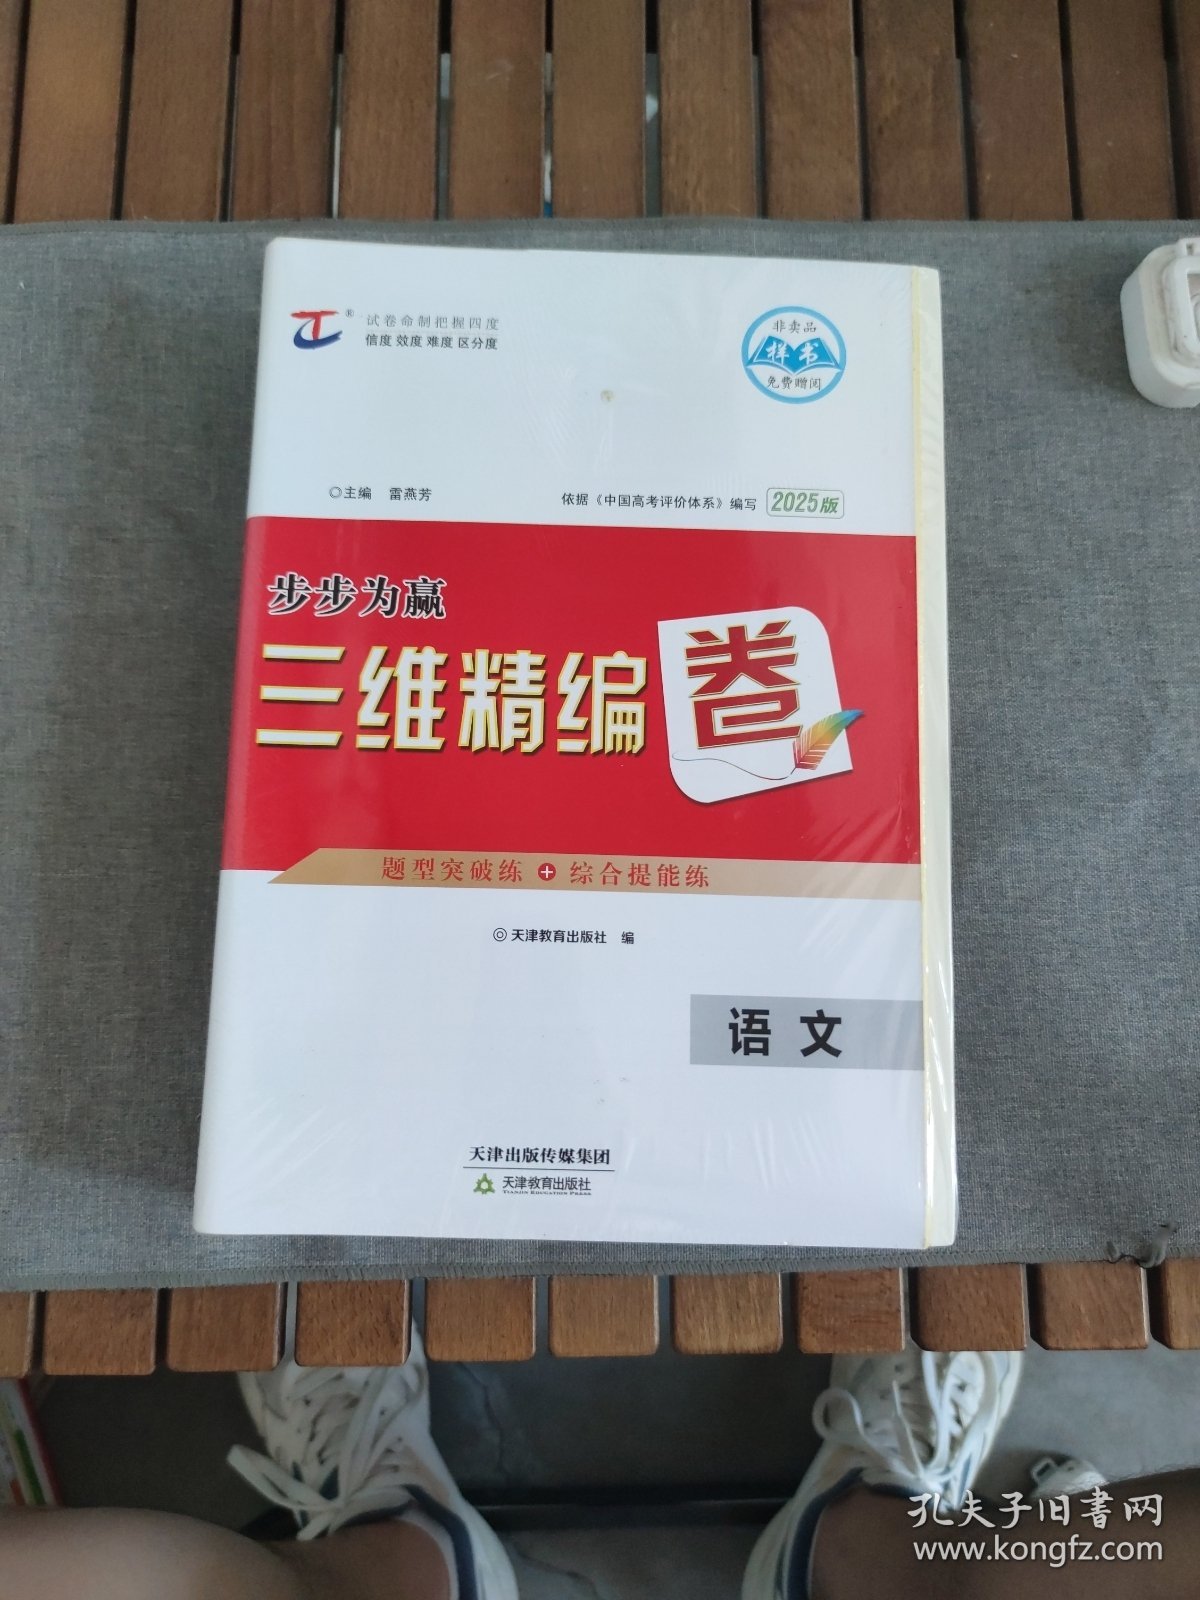 TC® 试卷命制把握四度
信度 效度 难度 区分度
非卖品
样书
免费赠阅
◎主编 雷燕芳
依据《中国高考评价体系》编写 2025版
步步为赢
三维精编卷
题型突破练+综合提能练
◎天津教育出版社 编
语文
天津出版传媒集团
天津教育出版社
TIANJIN EDUCATION PRESS
孔夫子旧书网
www.kongfz.com